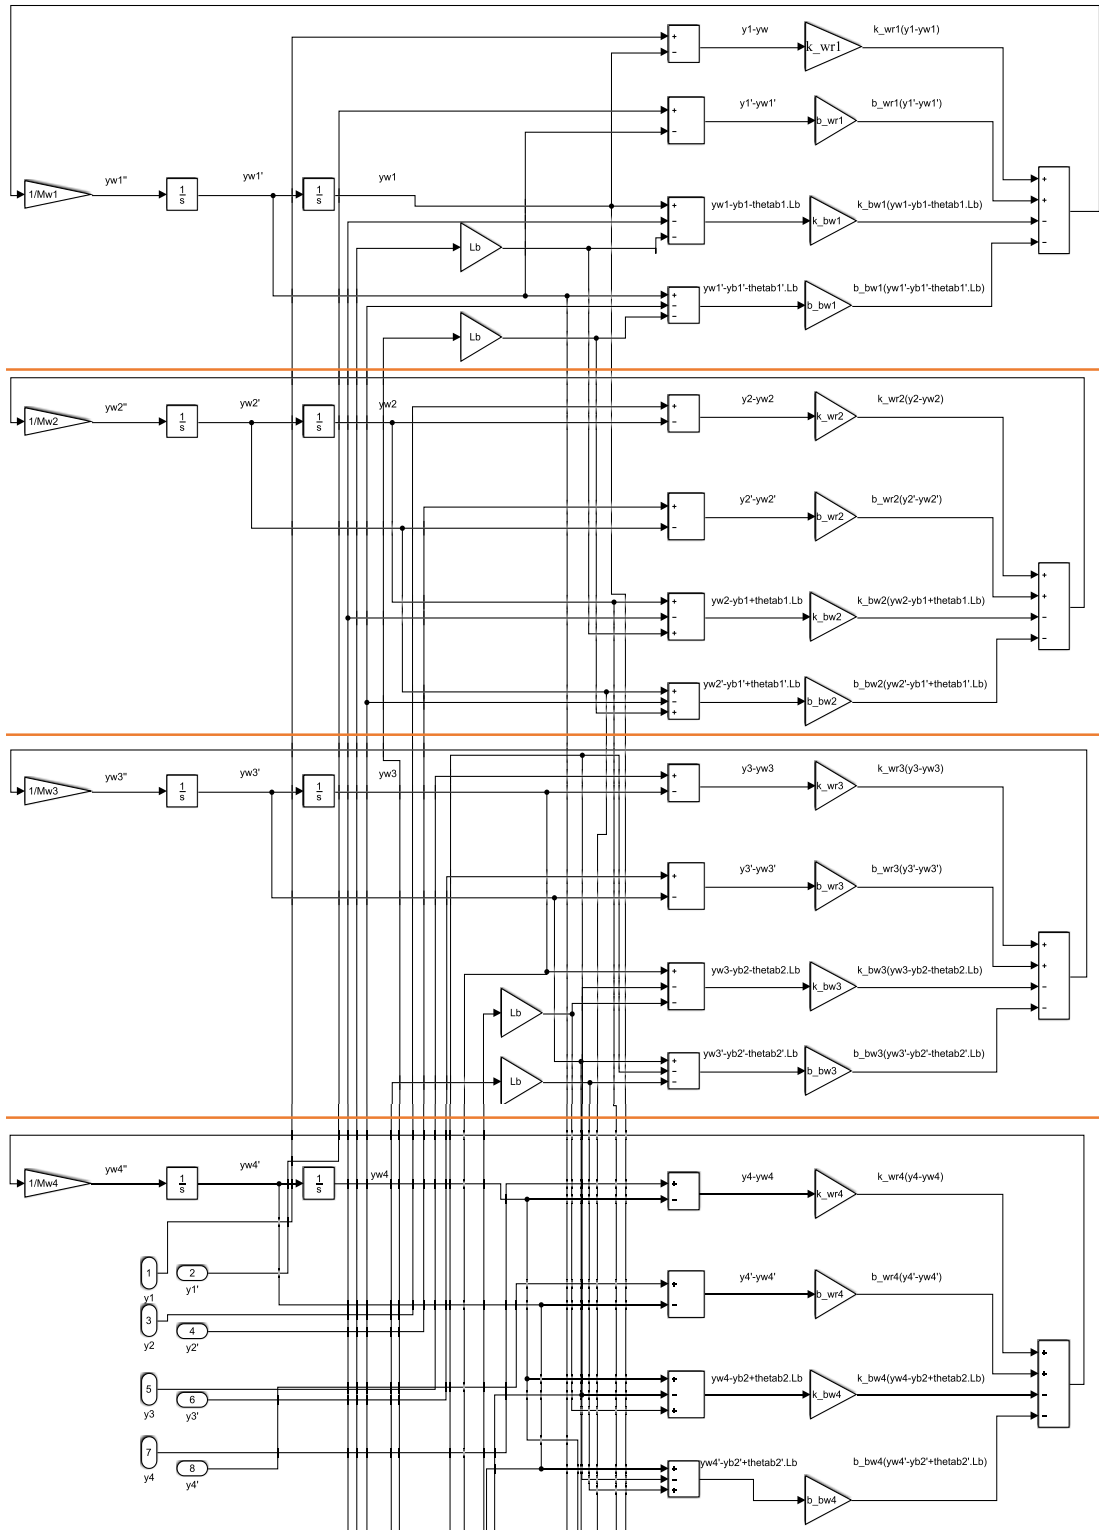 y1-yw
k_wr1
k_wr1(y1-yw1)
+
−
y1'-yw1'
b_wr1
b_wr1(y1'-yw1')
+
−
1/Mw1
yw1''
1
s
yw1'
1
s
yw1
yw1-yb1-thetab1.Lb
k_bw1
k_bw1(yw1-yb1-thetab1.Lb)
+
−
−
+
+
−
−
Lb
yw1'-yb1'-thetab1'.Lb
b_bw1
b_bw1(yw1'-yb1'-thetab1'.Lb)
+
−
−
Lb
1/Mw2
yw2''
1
s
yw2'
1
s
yw2
y2-yw2
k_wr2
k_wr2(y2-yw2)
+
−
y2'-yw2'
b_wr2
b_wr2(y2'-yw2')
+
−
yw2-yb1+thetab1.Lb
k_bw2
k_bw2(yw2-yb1+thetab1.Lb)
+
−
+
+
+
−
−
yw2'-yb1'+thetab1'.Lb
b_bw2
b_bw2(yw2'-yb1'+thetab1'.Lb)
+
−
+
1/Mw3
yw3''
1
s
yw3'
1
s
yw3
y3-yw3
k_wr3
k_wr3(y3-yw3)
+
−
y3'-yw3'
b_wr3
b_wr3(y3'-yw3')
+
−
yw3-yb2-thetab2.Lb
k_bw3
k_bw3(yw3-yb2-thetab2.Lb)
+
−
−
+
+
−
−
Lb
yw3'-yb2'-thetab2'.Lb
b_bw3
b_bw3(yw3'-yb2'-thetab2'.Lb)
+
−
−
Lb
1/Mw4
yw4''
1
s
yw4'
1
s
yw4
y4-yw4
k_wr4
k_wr4(y4-yw4)
+
−
1
y1
2
y1'
y4'-yw4'
b_wr4
b_wr4(y4'-yw4')
+
−
3
y2
4
y2'
5
y3
6
y3'
yw4-yb2+thetab2.Lb
k_bw4
k_bw4(yw4-yb2+thetab2.Lb)
+
−
+
+
+
−
−
7
y4
8
y4'
yw4'-yb2'+thetab2'.Lb
b_bw4
b_bw4(yw4'-yb2'+thetab2'.Lb)
+
−
+